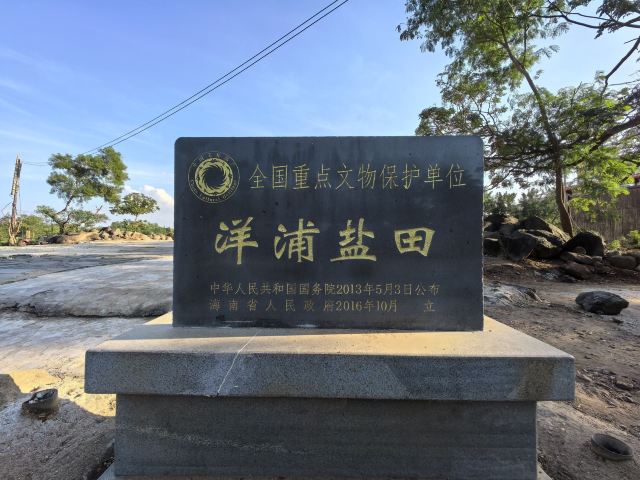 全国重点文物保护单位
洋浦盐田
中华人民共和国国务院2013年5月3日公布
海南省人民政府2016年10月 立